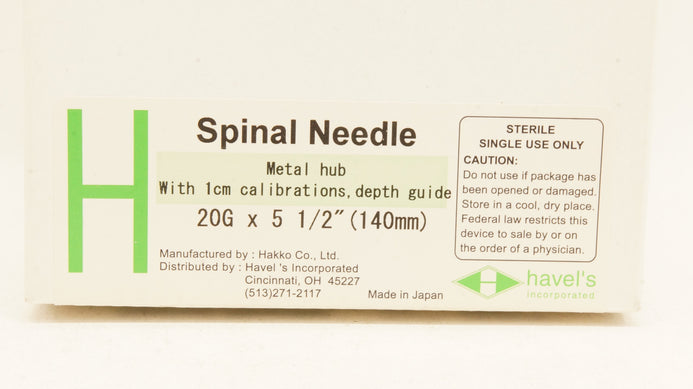 H
Spinal Needle
Metal hub
With 1cm calibrations,depth guide
20G x 5 1/2"(140mm)
Manufactured by : Hakko Co., Ltd.
Distributed by : Havel 's Incorporated
Cincinnati, OH 45227
(513)271-2117
Made in Japan
STERILE
SINGLE USE ONLY
CAUTION:
Do not use if package has
been opened or damaged.
Store in a cool, dry place.
Federal law restricts this
device to sale by or on
the order of a physician.
H
havel's
incorporated